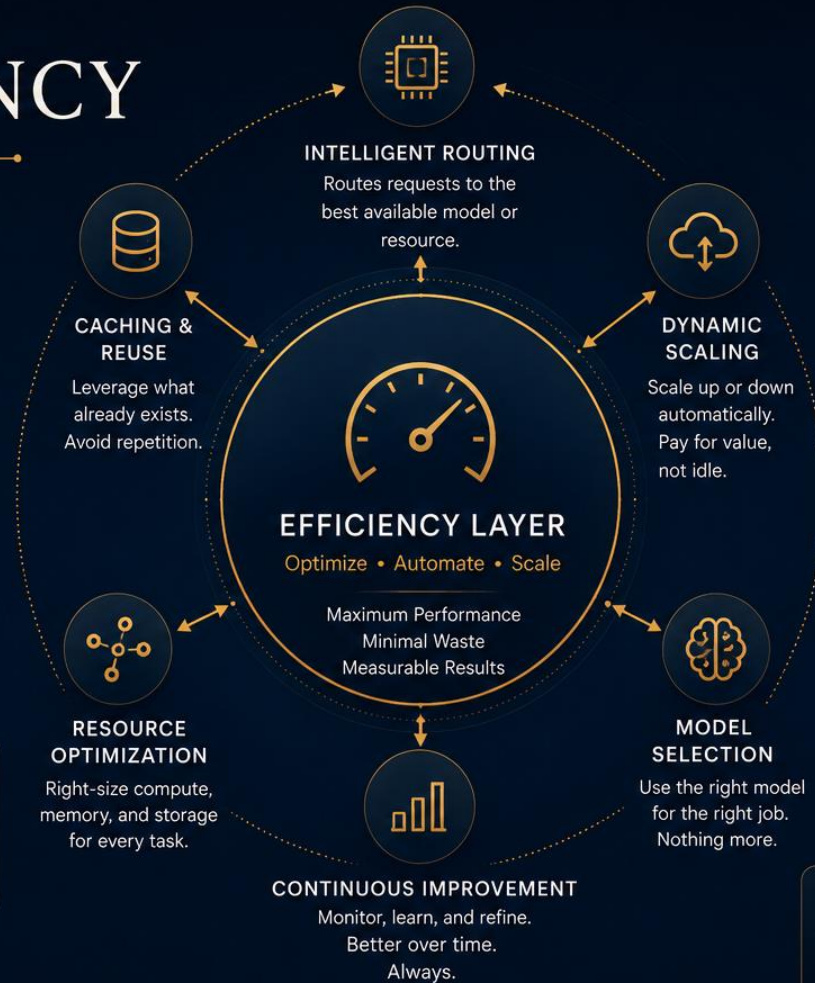 NCY
INTELLIGENT ROUTING
Routes requests to the
best available model or
resource.
CACHING &
REUSE
Leverage what
already exists.
Avoid repetition.
DYNAMIC
SCALING
Scale up or down
automatically.
Pay for value,
not idle.
EFFICIENCY LAYER
Optimize • Automate • Scale
Maximum Performance
Minimal Waste
Measurable Results
RESOURCE
OPTIMIZATION
Right-size compute,
memory, and storage
for every task.
MODEL
SELECTION
Use the right model
for the right job.
Nothing more.
CONTINUOUS IMPROVEMENT
Monitor, learn, and refine.
Better over time.
Always.